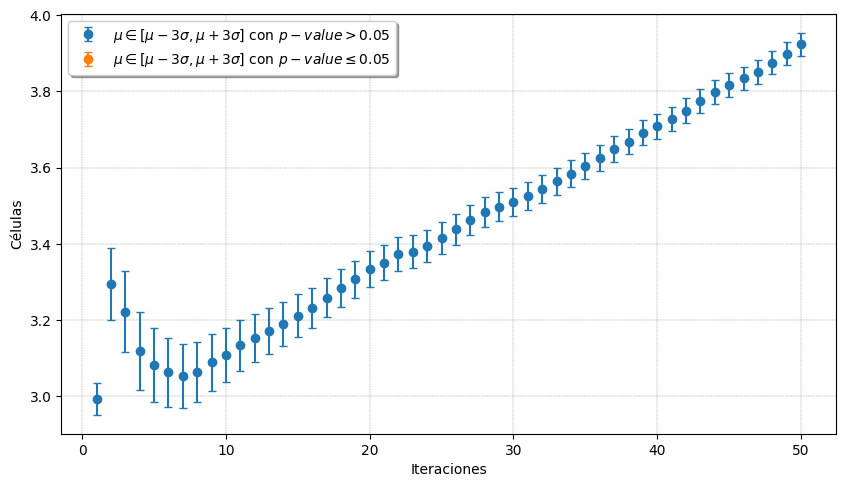 μ ∈ [μ − 3σ, μ + 3σ] con p − value > 0.05
μ ∈ [μ − 3σ, μ + 3σ] con p − value ≤ 0.05
4.0
3.8
3.6
3.4
3.2
3.0
Células
0 10 20 30 40 50
Iteraciones